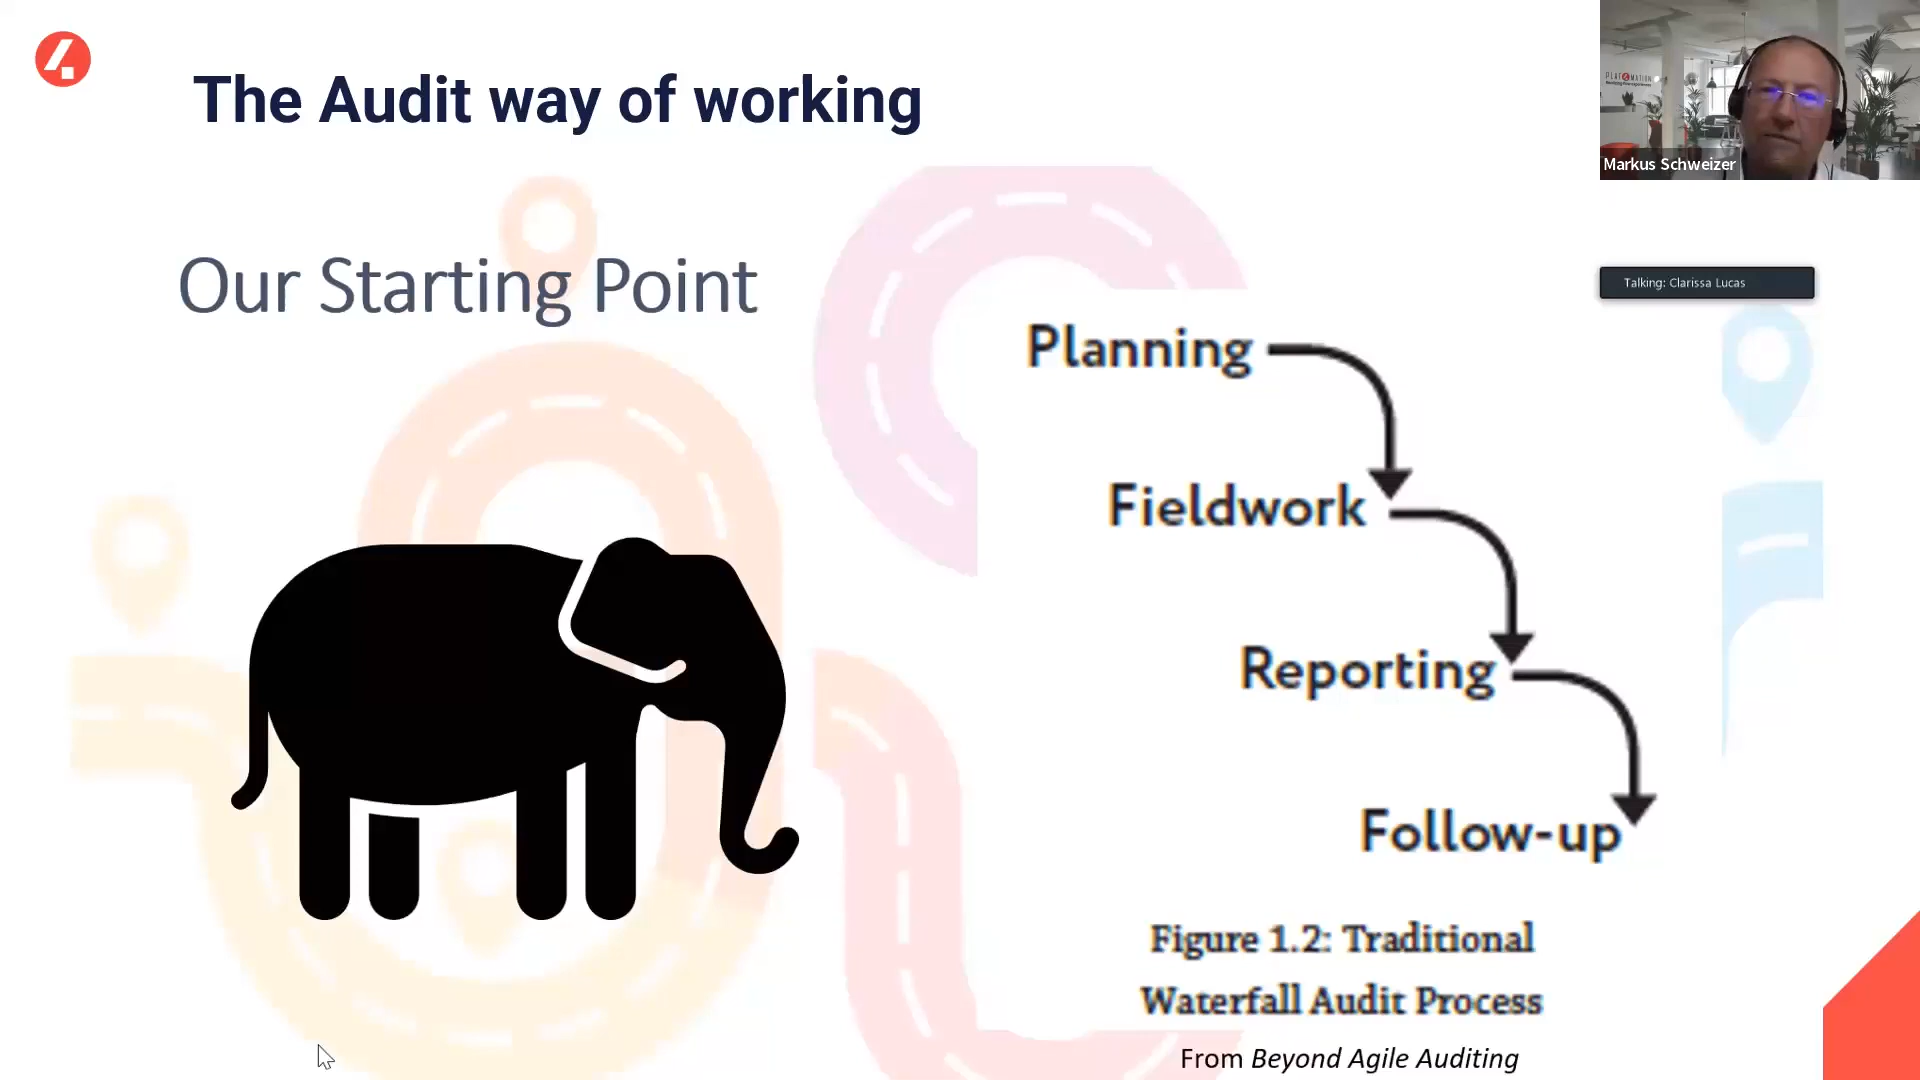 The Audit way of working
Markus Schweizer
Our Starting Point
Talking: Clarissa Lucas
Planning
Fieldwork
Reporting
Follow-up
Figure 1.2: Traditional
Waterfall Audit Process
From Beyond Agile Auditing